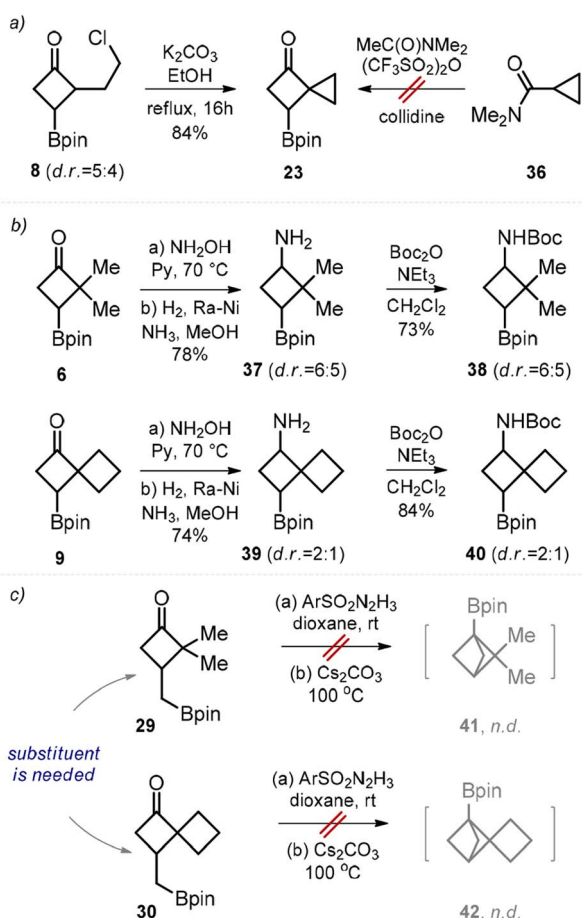 a)
O
Cl
Bpin
8 (d.r.=5:4)
K2CO3
EtOH
reflux, 16h
84%
O
Bpin
23
MeC(O)NMe2
(CF3SO2)2O
collidine
O
Me2N
36
b)
O
Me
Me
Bpin
6
a) NH2OH
Py, 70 °C
b) H2, Ra-Ni
NH3, MeOH
78%
NH2
Me
Me
Bpin
37 (d.r.=6:5)
Boc2O
NEt3
CH2Cl2
73%
NHBoc
Me
Me
Bpin
38 (d.r.=6:5)
O
Bpin
9
a) NH2OH
Py, 70 °C
b) H2, Ra-Ni
NH3, MeOH
74%
NH2
Bpin
39 (d.r.=2:1)
Boc2O
NEt3
CH2Cl2
84%
NHBoc
Bpin
40 (d.r.=2:1)
c)
O
Me
Me
Bpin
29
(a) ArSO2N2H3
dioxane, rt
(b) Cs2CO3
100 °C
Bpin
Me
Me
41, n.d.
substituent
is needed
O
Bpin
30
(a) ArSO2N2H3
dioxane, rt
(b) Cs2CO3
100 °C
Bpin
42, n.d.